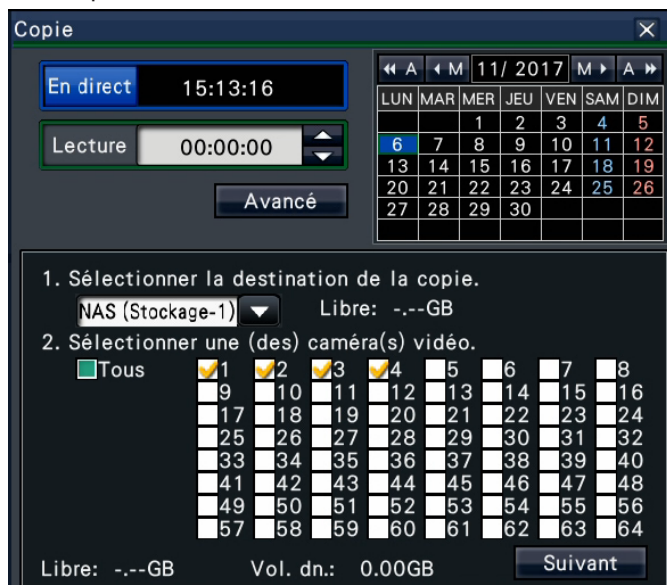 Copie
En direct 15:13:16
Lecture 00:00:00
Avancé
A M 11/ 2017 M A
LUN MAR MER JEU VEN SAM DIM
1 2 3 4 5
6 7 8 9 10 11 12
13 14 15 16 17 18 19
20 21 22 23 24 25 26
27 28 29 30
1. Sélectionner la destination de la copie.
NAS (Stockage-1) Libre: -.--GB
2. Sélectionner une (des) caméra(s) vidéo.
Tous 1 2 3 4 5 6 7 8
9 10 11 12 13 14 15 16
17 18 19 20 21 22 23 24
25 26 27 28 29 30 31 32
33 34 35 36 37 38 39 40
41 42 43 44 45 46 47 48
49 50 51 52 53 54 55 56
57 58 59 60 61 62 63 64
Libre: -.--GB Vol. dn.: 0.00GB Suivant